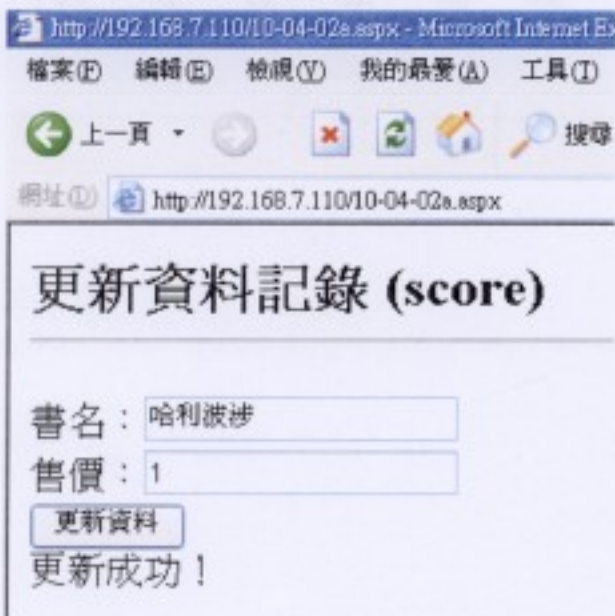 http://192.168.7.110/10-04-02a.aspx - Microsoft Internet Ex
檔案(F) 編輯(E) 檢視(V) 我的最愛(A) 工具(T)
上一頁 搜尋
網址(D) http://192.168.7.110/10-04-02a.aspx
更新資料記錄 (score)
書名：哈利波涉
售價：1
更新資料
更新成功！